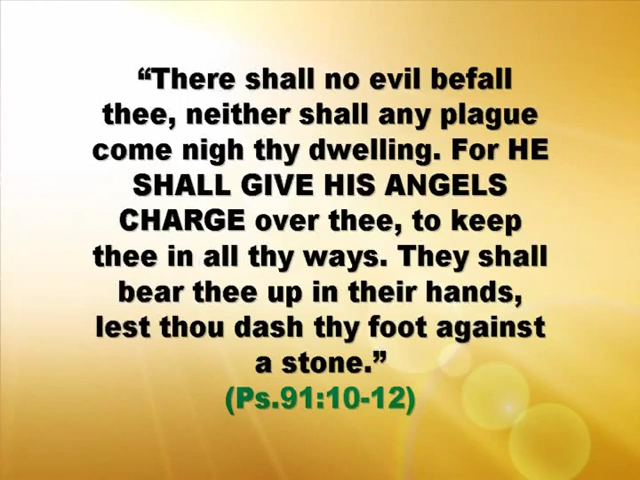 “There shall no evil befall
thee, neither shall any plague
come nigh thy dwelling. For HE
SHALL GIVE HIS ANGELS
CHARGE over thee, to keep
thee in all thy ways. They shall
bear thee up in their hands,
lest thou dash thy foot against
a stone.”
(Ps.91:10-12)